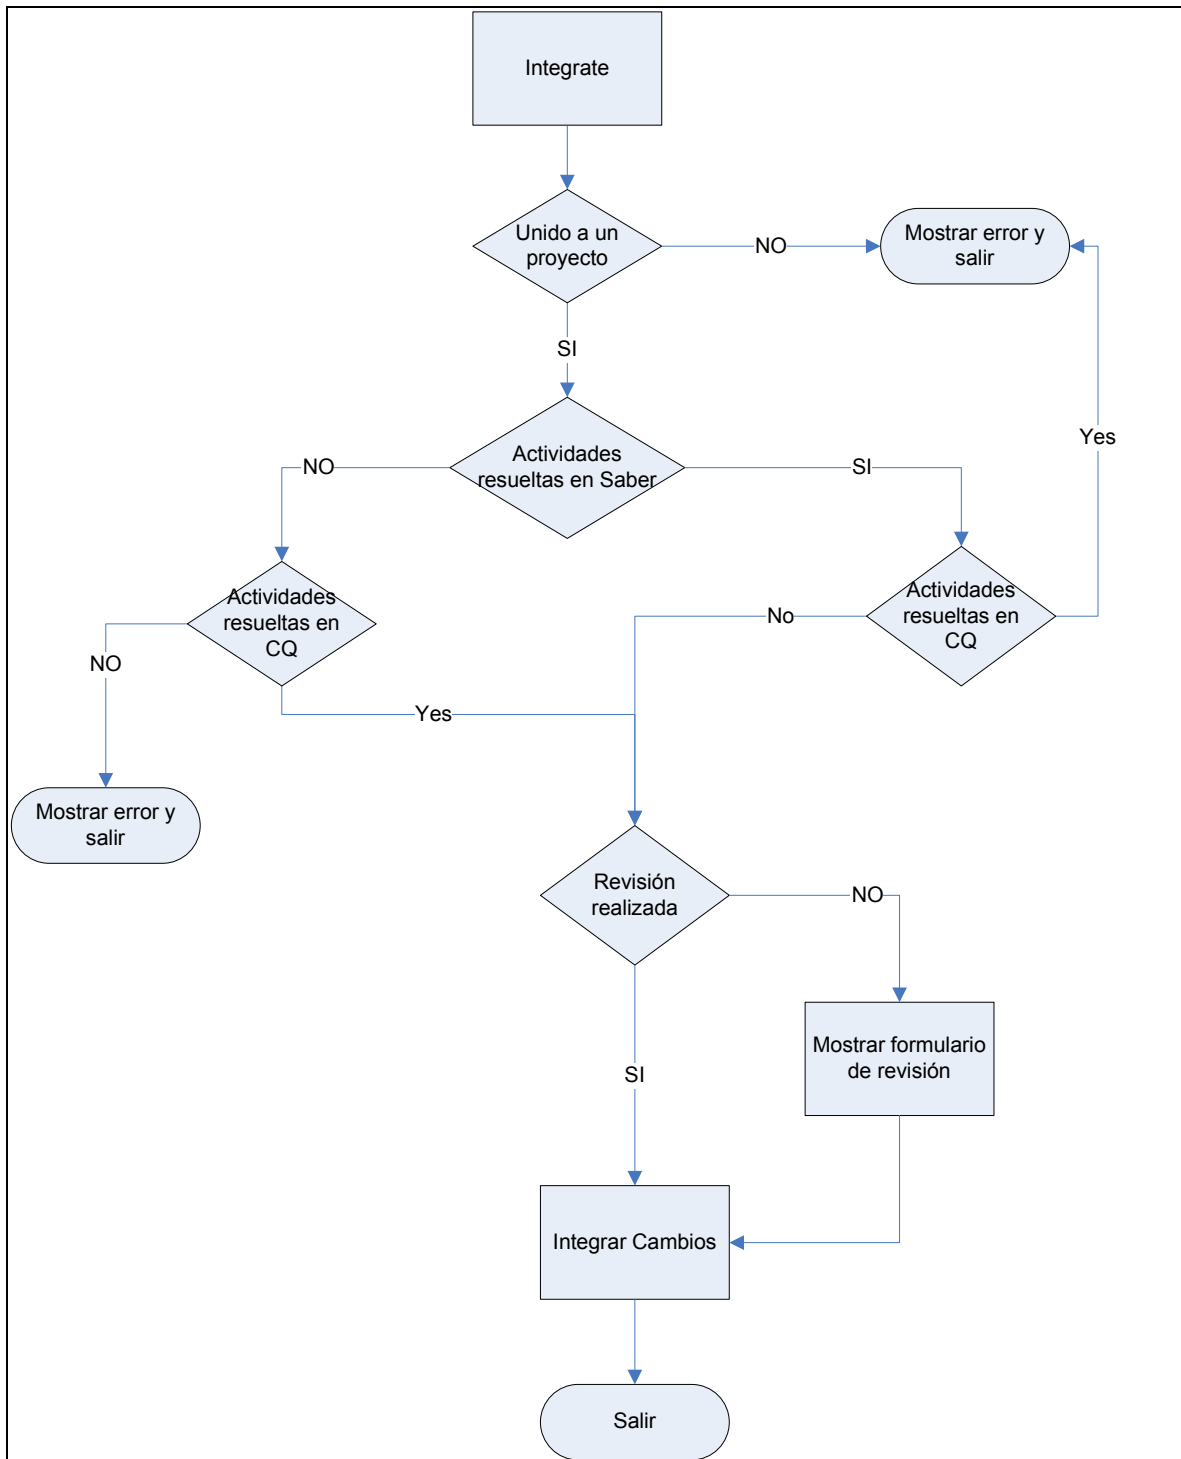 Integrate
Unido a un
proyecto
NO
Mostrar error y
salir
SI
Yes
Actividades
resueltas en Saber
NO
SI
Actividades
resueltas en
CQ
Actividades
resueltas en
CQ
No
NO
Yes
Mostrar error y
salir
Revisión
realizada
NO
Mostrar formulario
de revisión
SI
Integrar Cambios
Salir